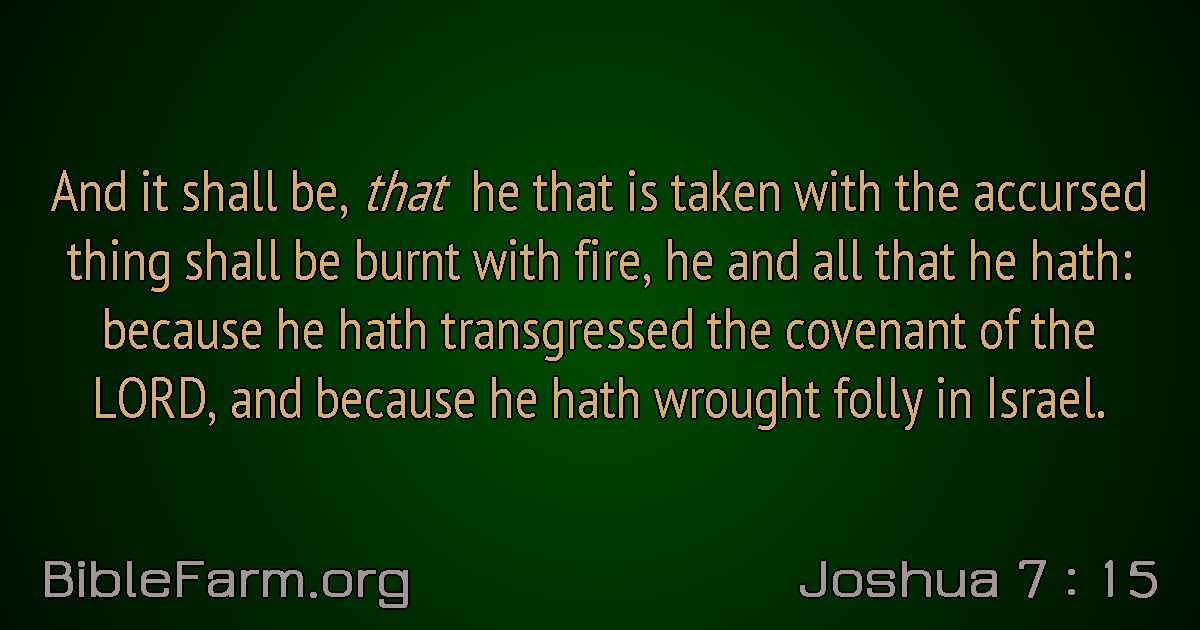 And it shall be, that he that is taken with the accursed
thing shall be burnt with fire, he and all that he hath:
because he hath transgressed the covenant of the
LORD, and because he hath wrought folly in Israel.
BibleFarm.org
Joshua 7 : 15